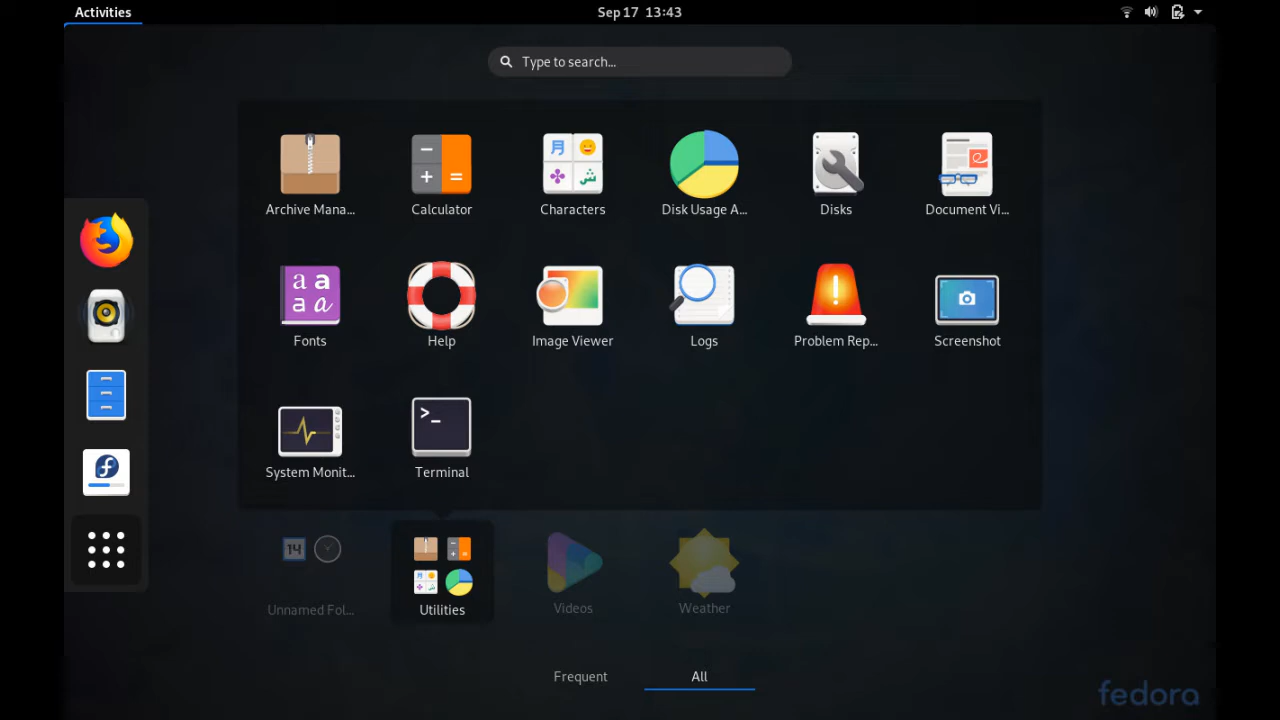 Activities
Sep 17 13:43
Type to search...
Archive Mana...
Calculator
Characters
Disk Usage A...
Disks
Document Vi...
Fonts
Help
Image Viewer
Logs
Problem Rep...
Screenshot
System Monit...
Terminal
Unnamed Fol...
Utilities
Videos
Weather
Frequent
All
fedora